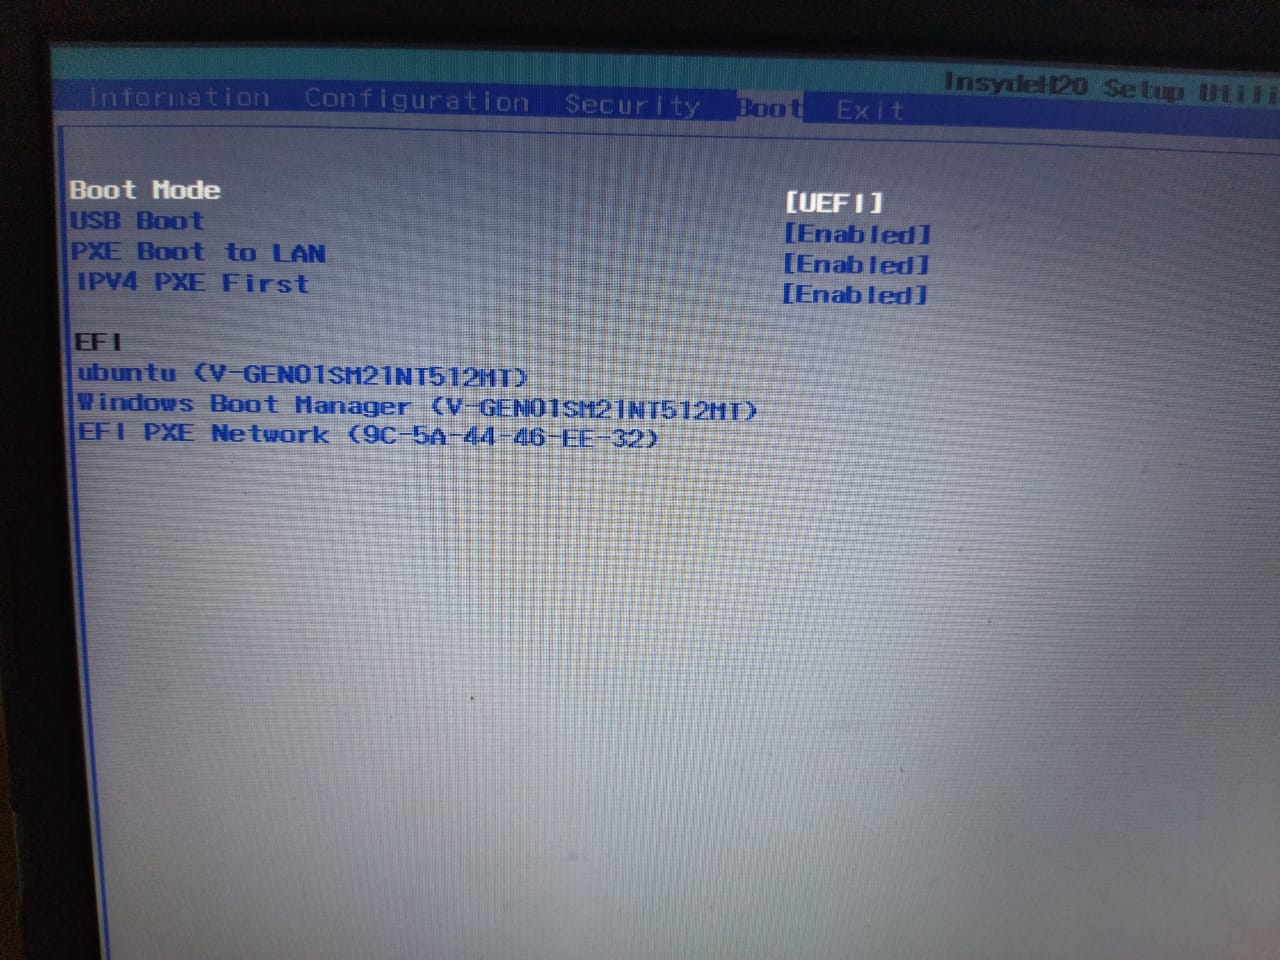 InsydeH20 Setup Utili
Information Configuration Security Boot Exit
Boot Mode [UEFI]
USB Boot [Enabled]
PXE Boot to LAN [Enabled]
IPV4 PXE First [Enabled]
EFI
ubuntu (V-GEN01SM21NT512MT)
Windows Boot Manager (V-GEN01SM21NT512MT)
EFI PXE Network (9C-5A-44-46-EE-32)